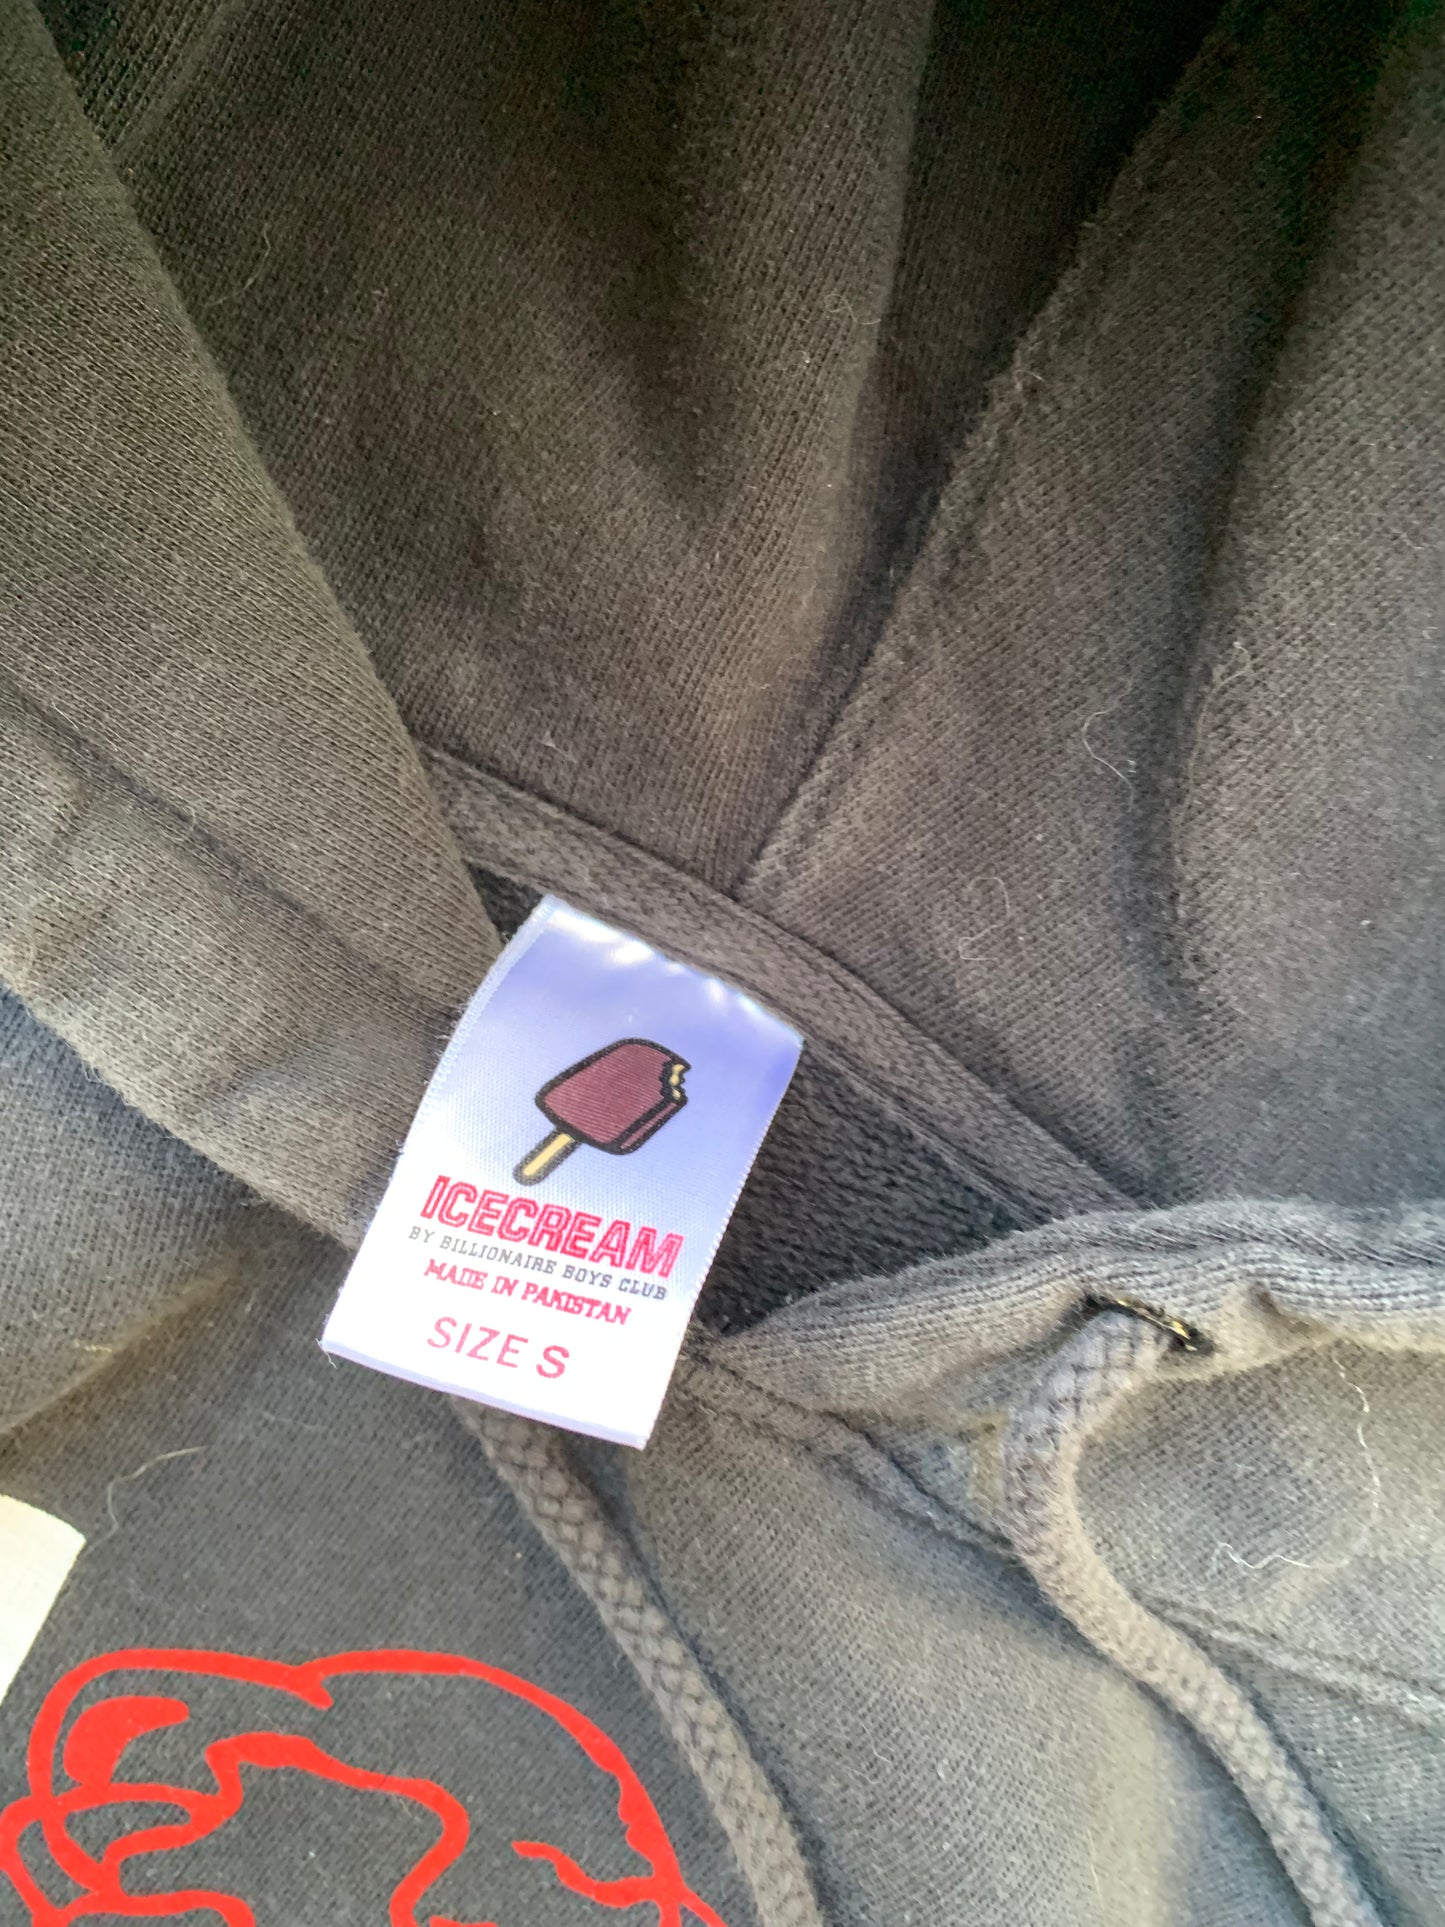 ICECREAM
BY BILLIONAIRE BOYS CLUB
MADE IN PAKISTAN
SIZE S